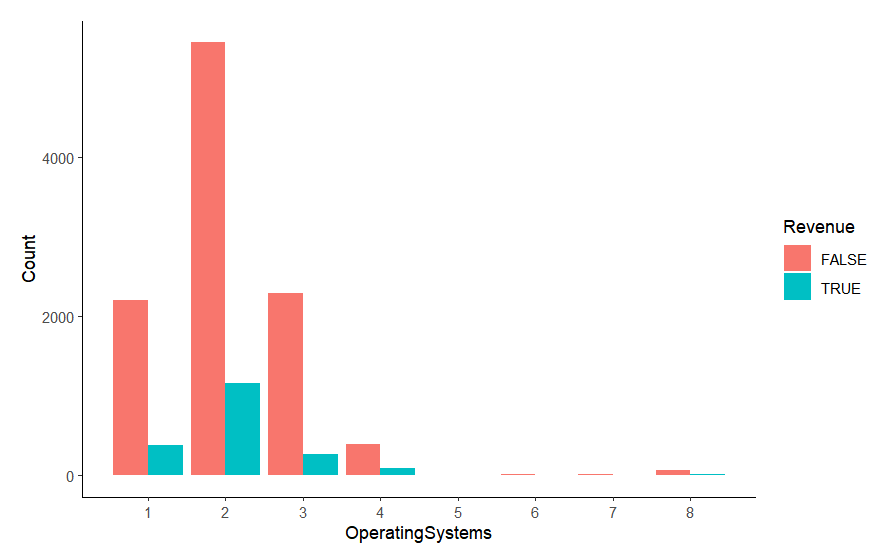 4000
2000
0
Count
1 2 3 4 5 6 7 8
OperatingSystems
Revenue
FALSE
TRUE